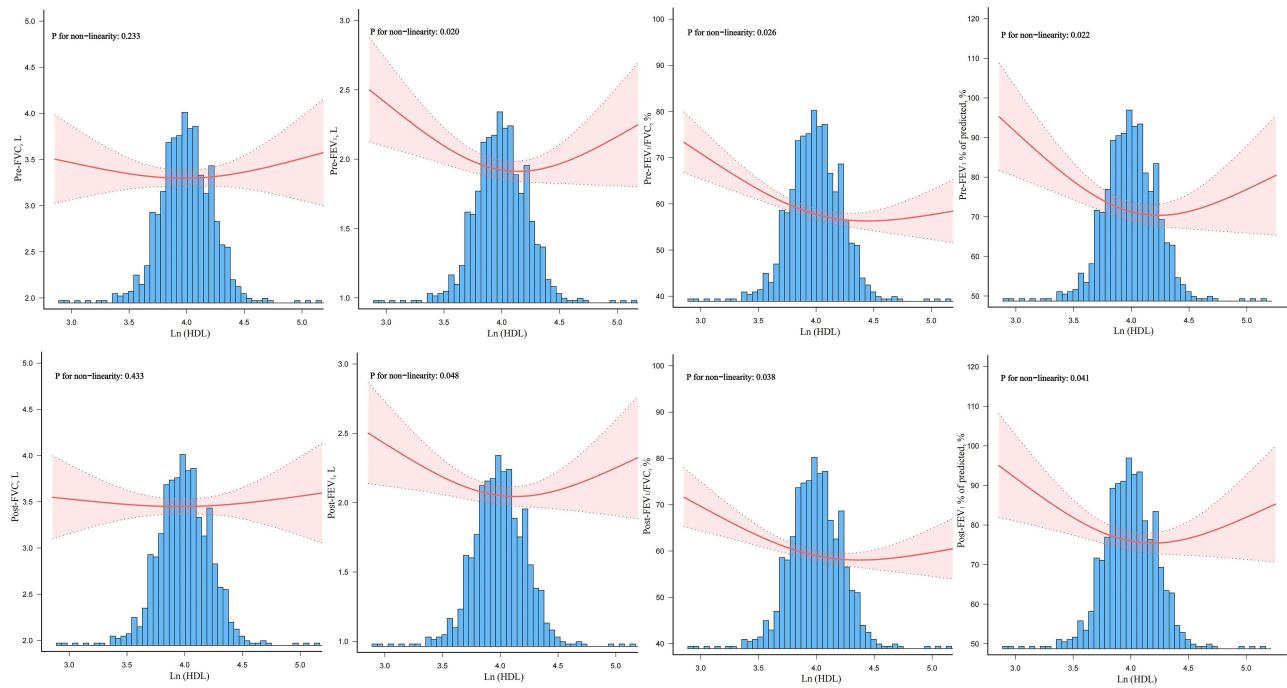 P for non−linearity: 0.233
Pre-FVC, L
5.0
4.5
4.0
3.5
3.0
2.5
2.0
3.0 3.5 4.0 4.5 5.0
Ln (HDL)
P for non−linearity: 0.020
Pre-FEV₁, L
3.0
2.5
2.0
1.5
1.0
3.0 3.5 4.0 4.5 5.0
Ln (HDL)
P for non−linearity: 0.026
Pre-FEV₁/FVC, %
100
90
80
70
60
50
40
3.0 3.5 4.0 4.5 5.0
Ln (HDL)
P for non−linearity: 0.022
Pre-FEV₁ % of predicted, %
120
110
100
90
80
70
60
50
3.0 3.5 4.0 4.5 5.0
Ln (HDL)
P for non−linearity: 0.433
Post-FVC, L
5.0
4.5
4.0
3.5
3.0
2.5
2.0
3.0 3.5 4.0 4.5 5.0
Ln (HDL)
P for non−linearity: 0.048
Post-FEV₁, L
3.0
2.5
2.0
1.5
1.0
3.0 3.5 4.0 4.5 5.0
Ln (HDL)
P for non−linearity: 0.038
Post-FEV₁/FVC, %
100
90
80
70
60
50
40
3.0 3.5 4.0 4.5 5.0
Ln (HDL)
P for non−linearity: 0.041
Post-FEV₁ % of predicted, %
120
110
100
90
80
70
60
50
3.0 3.5 4.0 4.5 5.0
Ln (HDL)